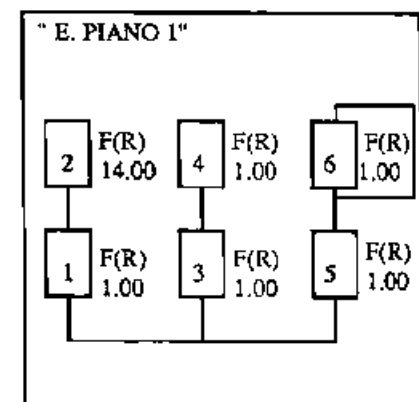 " E. PIANO 1"
2 F(R) 14.00
4 F(R) 1.00
6 F(R) 1.00
1 F(R) 1.00
3 F(R) 1.00
5 F(R) 1.00